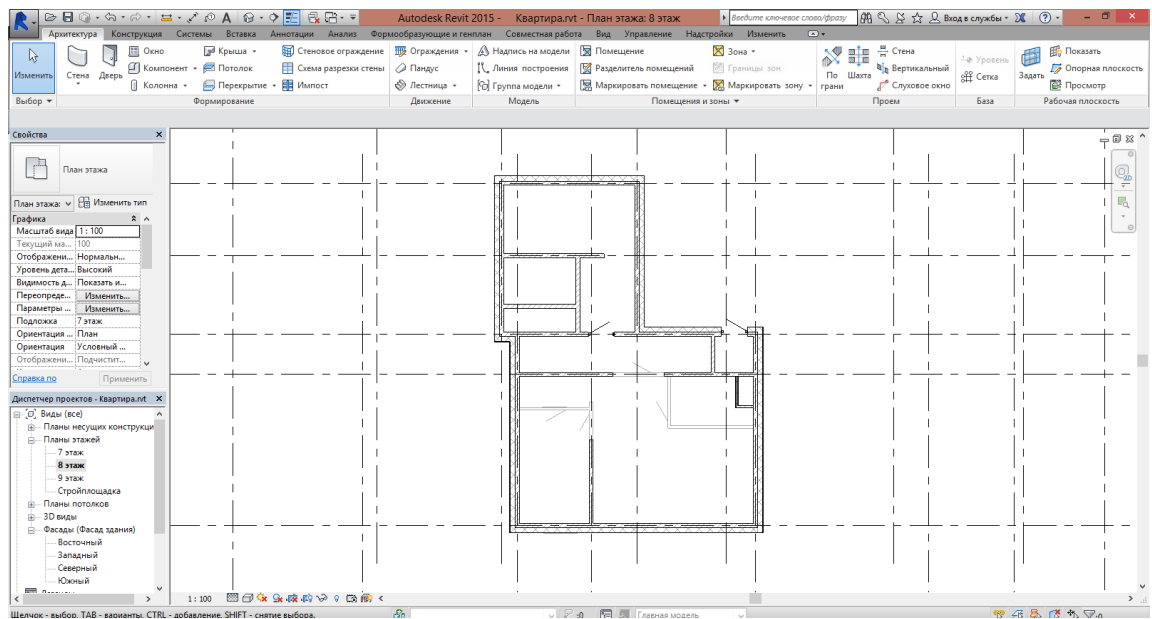 Autodesk Revit 2015 - Квартира.rvt - План этажа: 8 этаж
Введите ключевое слово/фразу
Вход в службы
Архитектура Конструкция Системы Вставка Аннотации Анализ Формообразующие и генплан Совместная работа Вид Управление Надстройки Изменить
Изменить
Стена
Дверь
Окно
Компонент
Колонна
Крыша
Потолок
Перекрытие
Стеновое ограждение
Схема разрезки стены
Импост
Ограждения
Пандус
Лестница
Надпись на модели
Линия построения
Группа модели
Помещение
Разделитель помещений
Маркировать помещение
Зона
Границы зон
Маркировать зону
По грани
Шахта
Стена
Вертикальный
Слуховое окно
Уровень
Сетка
Задать
Показать
Опорная плоскость
Просмотр
Выбор Формирование Движение Модель Помещения и зоны Проем База Рабочая плоскость
Свойства
План этажа
План этажа: Изменить тип
Графика
Масштаб вида 1 : 100
Текущий ма... 100
Отображени... Нормальн...
Уровень дета... Высокий
Видимость д... Показать и...
Переопреде... Изменить...
Параметры ... Изменить...
Подложка 7 этаж
Ориентация ... План
Ориентация Условный ...
Отображени... Подчистит...
Справка по Применить
Диспетчер проектов - Квартира.rvt
Виды (все)
Планы несущих конструкци
Планы этажей
7 этаж
8 этаж
9 этаж
Стройплощадка
Планы потолков
3D виды
Фасады (Фасад здания)
Восточный
Западный
Северный
Южный
1 : 100
Щелчок - выбор, TAB - варианты, CTRL - добавление, SHIFT - снятие выбора.
:0
Главная модель
:0